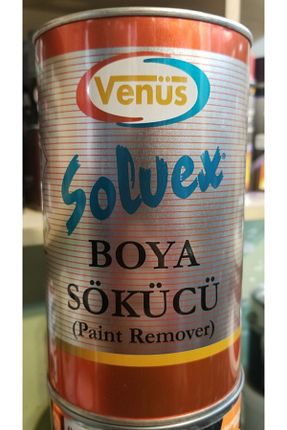 Venüs
Solvex
BOYA
SÖKÜCÜ
(Paint Remover)